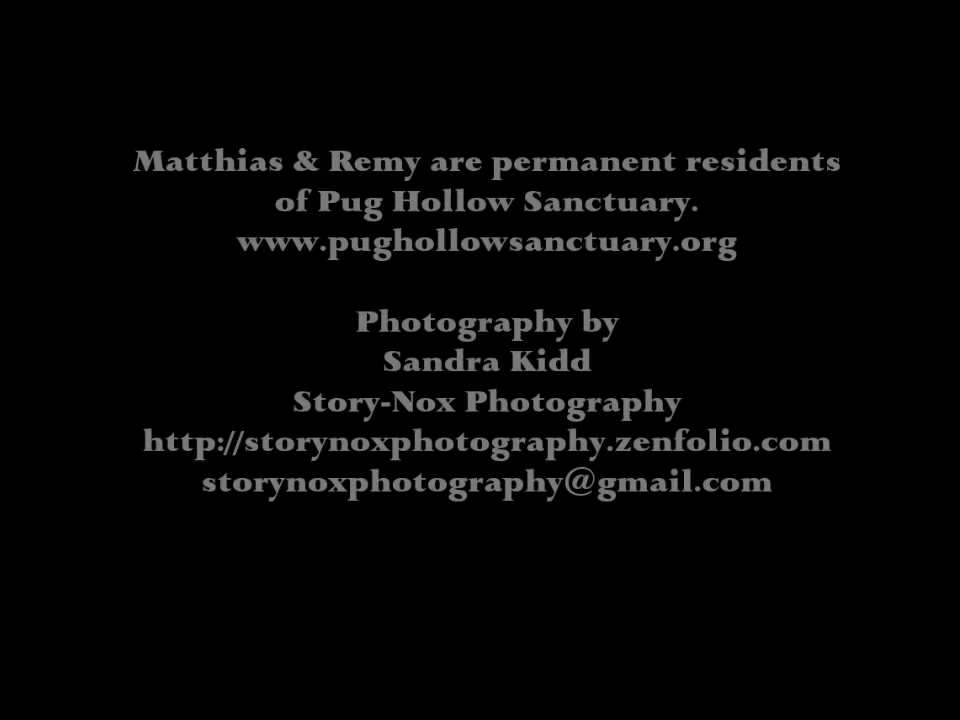 Matthias & Remy are permanent residents
of Pug Hollow Sanctuary.
www.pughollowsanctuary.org
Photography by
Sandra Kidd
Story-Nox Photography
http://storynoxphotography.zenfolio.com
storynoxphotography@gmail.com